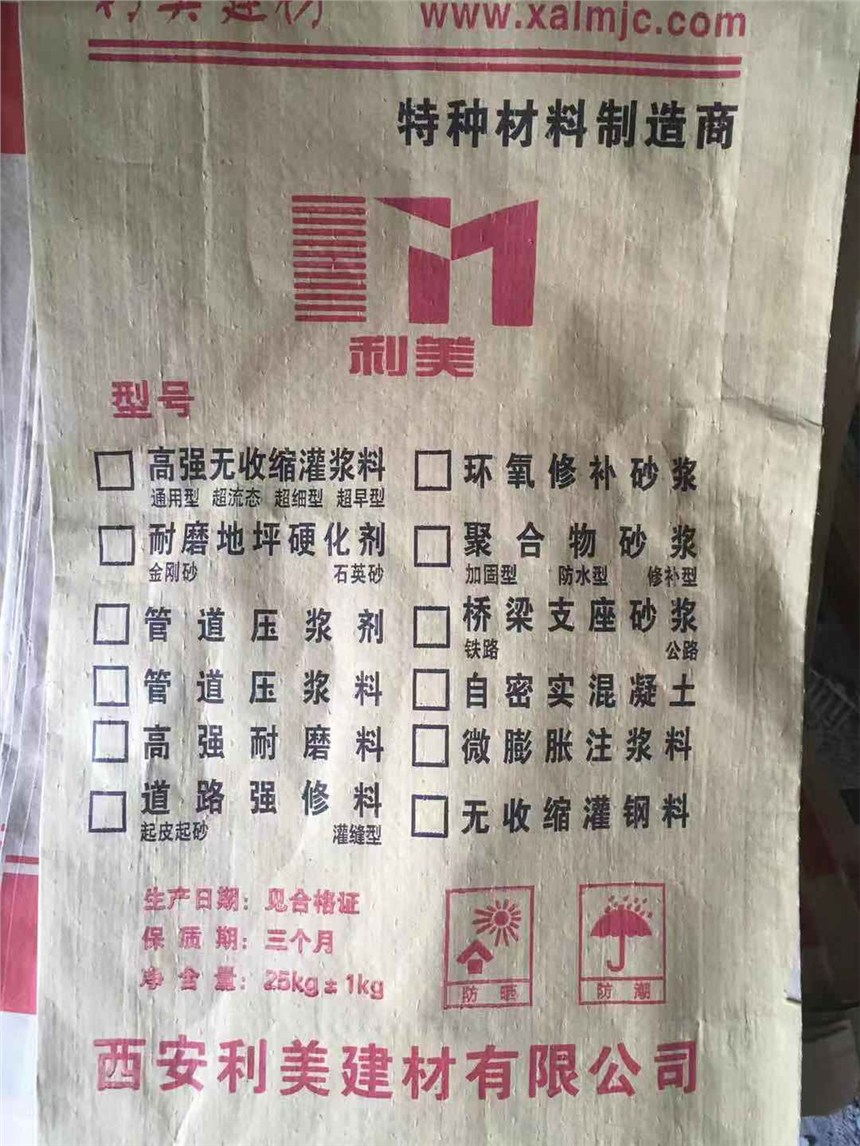 利美建材 www.xalmjc.com
特种材料制造商
利美
型号
高强无收缩灌浆料 环氧修补砂浆
通用型 超流态 超细型 超早型
耐磨地坪硬化剂 聚合物砂浆
金刚砂 石英砂 加固型 防水型 修补型
管道压浆剂 桥梁支座砂浆
铁路 公路
管道压浆料 自密实混凝土
高强耐磨料 微膨胀注浆料
道路强修料 无收缩灌钢料
起皮起砂 灌缝型
生产日期：见合格证
保质期：三个月
净含量：25kg±1kg
防晒 防潮
西安利美建材有限公司